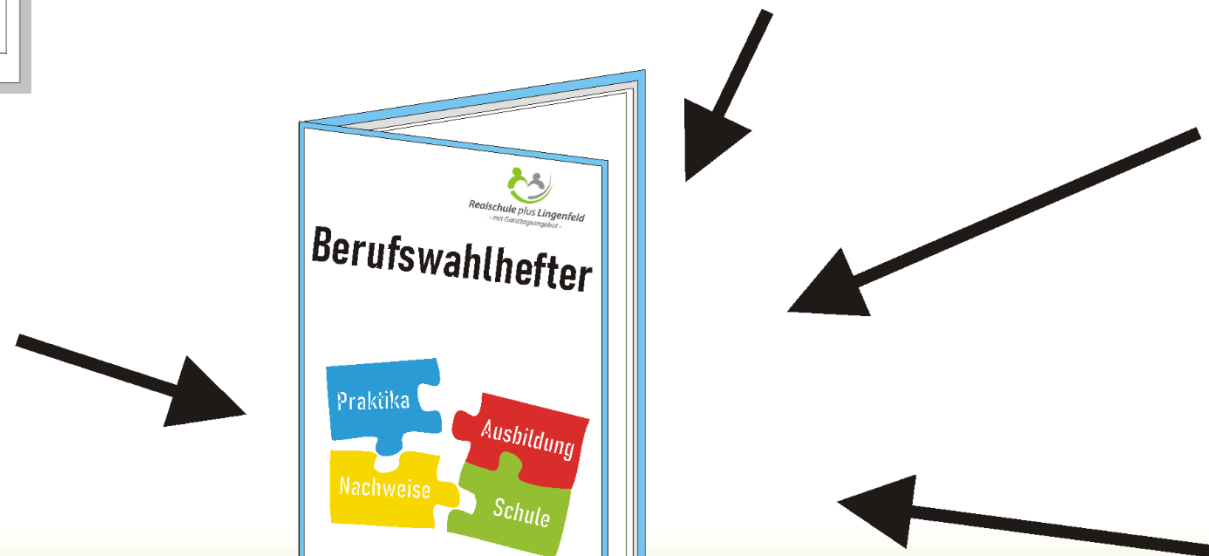 Realschule plus Lingenfeld
- mit Ganztagsangebot -
Berufswahlhefter
Praktika
Ausbildung
Nachweise
Schule